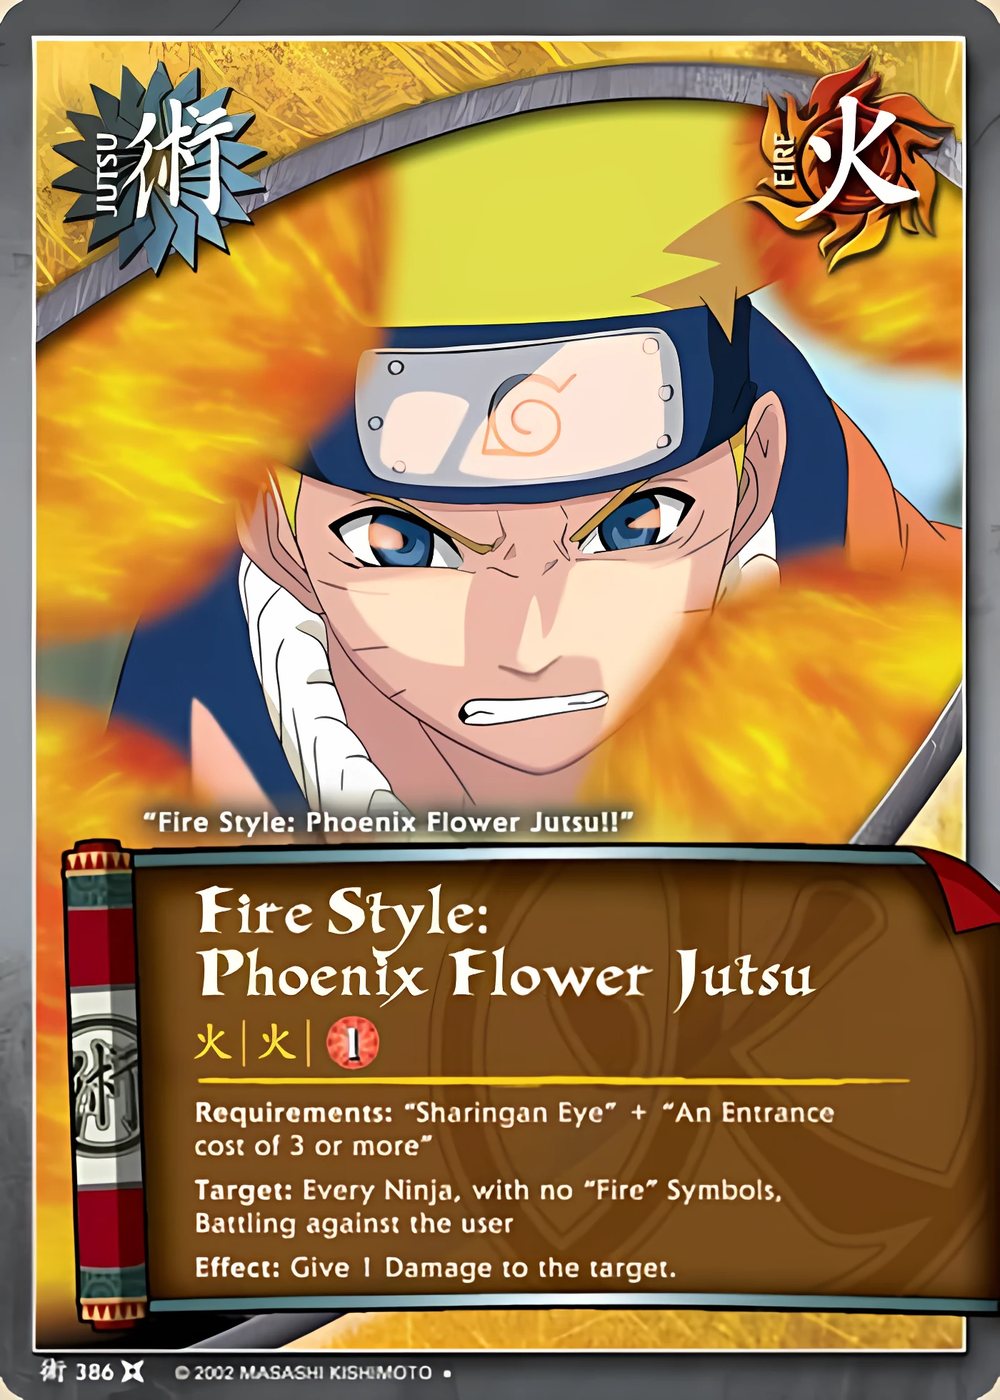 JUTSU 術
FIRE 火
"Fire Style: Phoenix Flower Jutsu!!"
Fire Style:
Phoenix Flower Jutsu
火|火| 1
Requirements: "Sharingan Eye" + "An Entrance
cost of 3 or more"
Target: Every Ninja, with no "Fire" Symbols,
Battling against the user
Effect: Give 1 Damage to the target.
術
術 386 © 2002 MASASHI KISHIMOTO